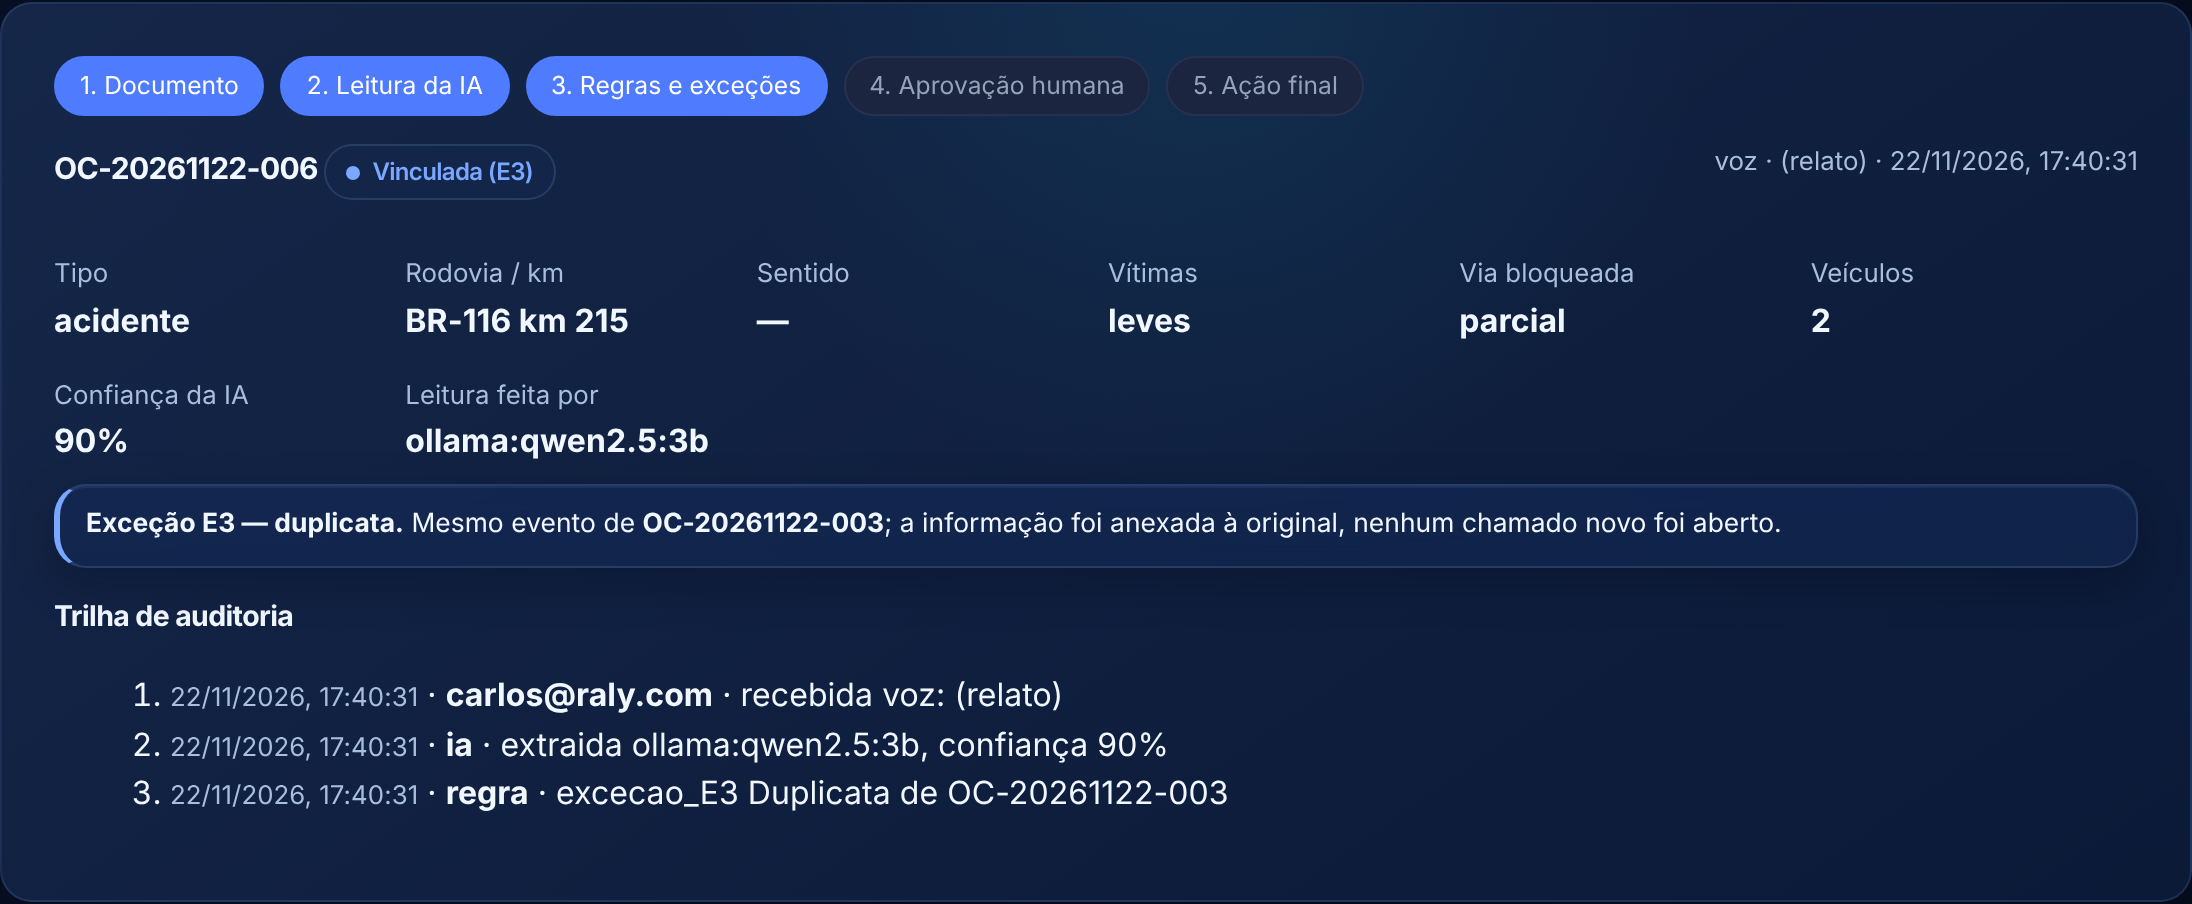 1. Documento 2. Leitura da IA 3. Regras e exceções 4. Aprovação humana 5. Ação final
OC-20261122-006 Vinculada (E3) voz · (relato) · 22/11/2026, 17:40:31
Tipo Rodovia / km Sentido Vítimas Via bloqueada Veículos
acidente BR-116 km 215 — leves parcial 2
Confiança da IA Leitura feita por
90% ollama:qwen2.5:3b
Exceção E3 — duplicata. Mesmo evento de OC-20261122-003; a informação foi anexada à original, nenhum chamado novo foi aberto.
Trilha de auditoria
1. 22/11/2026, 17:40:31 · carlos@raly.com · recebida voz: (relato)
2. 22/11/2026, 17:40:31 · ia · extraida ollama:qwen2.5:3b, confiança 90%
3. 22/11/2026, 17:40:31 · regra · excecao_E3 Duplicata de OC-20261122-003